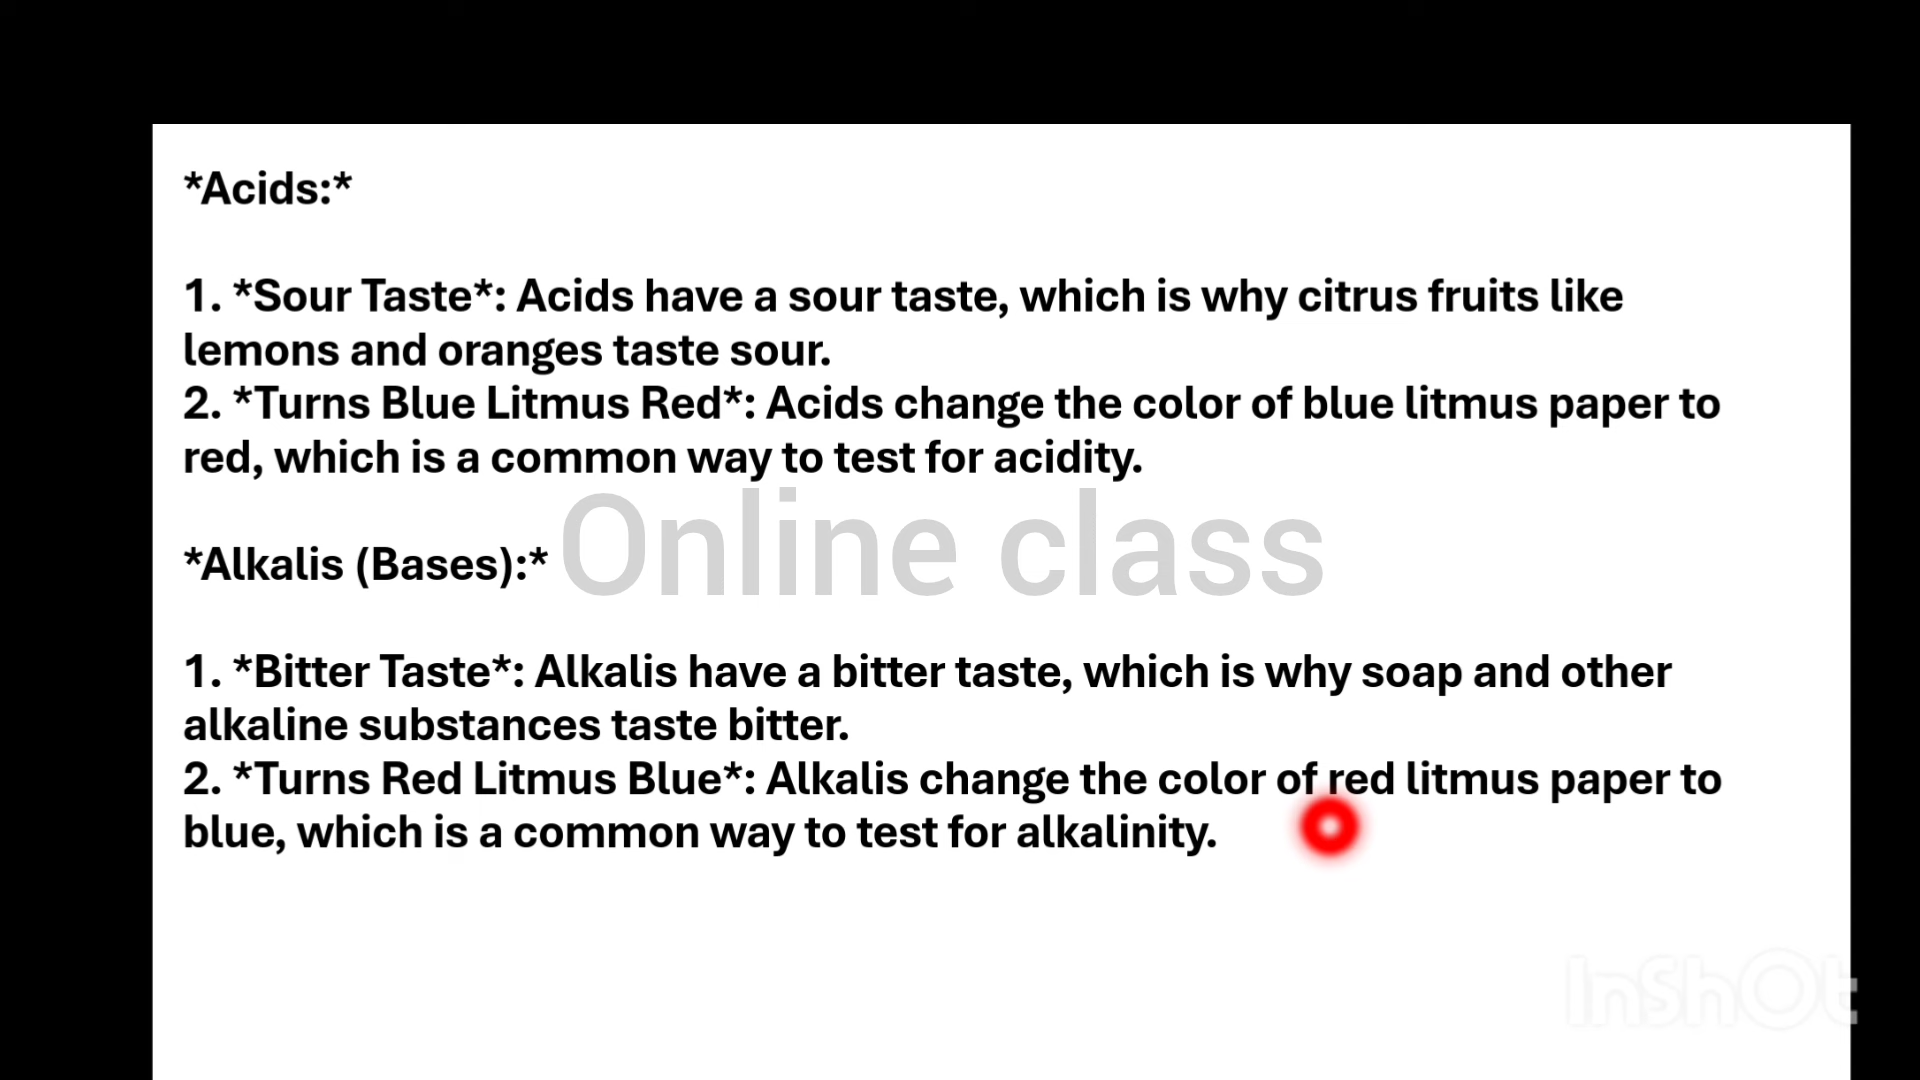 *Acids:*
1. *Sour Taste*: Acids have a sour taste, which is why citrus fruits like
lemons and oranges taste sour.
2. *Turns Blue Litmus Red*: Acids change the color of blue litmus paper to
red, which is a common way to test for acidity.
Online class
*Alkalis (Bases):*
1. *Bitter Taste*: Alkalis have a bitter taste, which is why soap and other
alkaline substances taste bitter.
2. *Turns Red Litmus Blue*: Alkalis change the color of red litmus paper to
blue, which is a common way to test for alkalinity.
InShOt